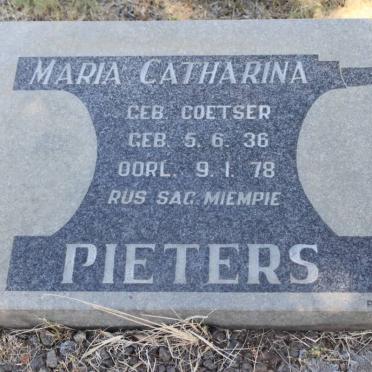 MARIA CATHARINA
GEB. COETSER
GEB. 5. 6. 36
OORL. 9. 1. 78
RUS SAG MIEMPIE
PIETERS